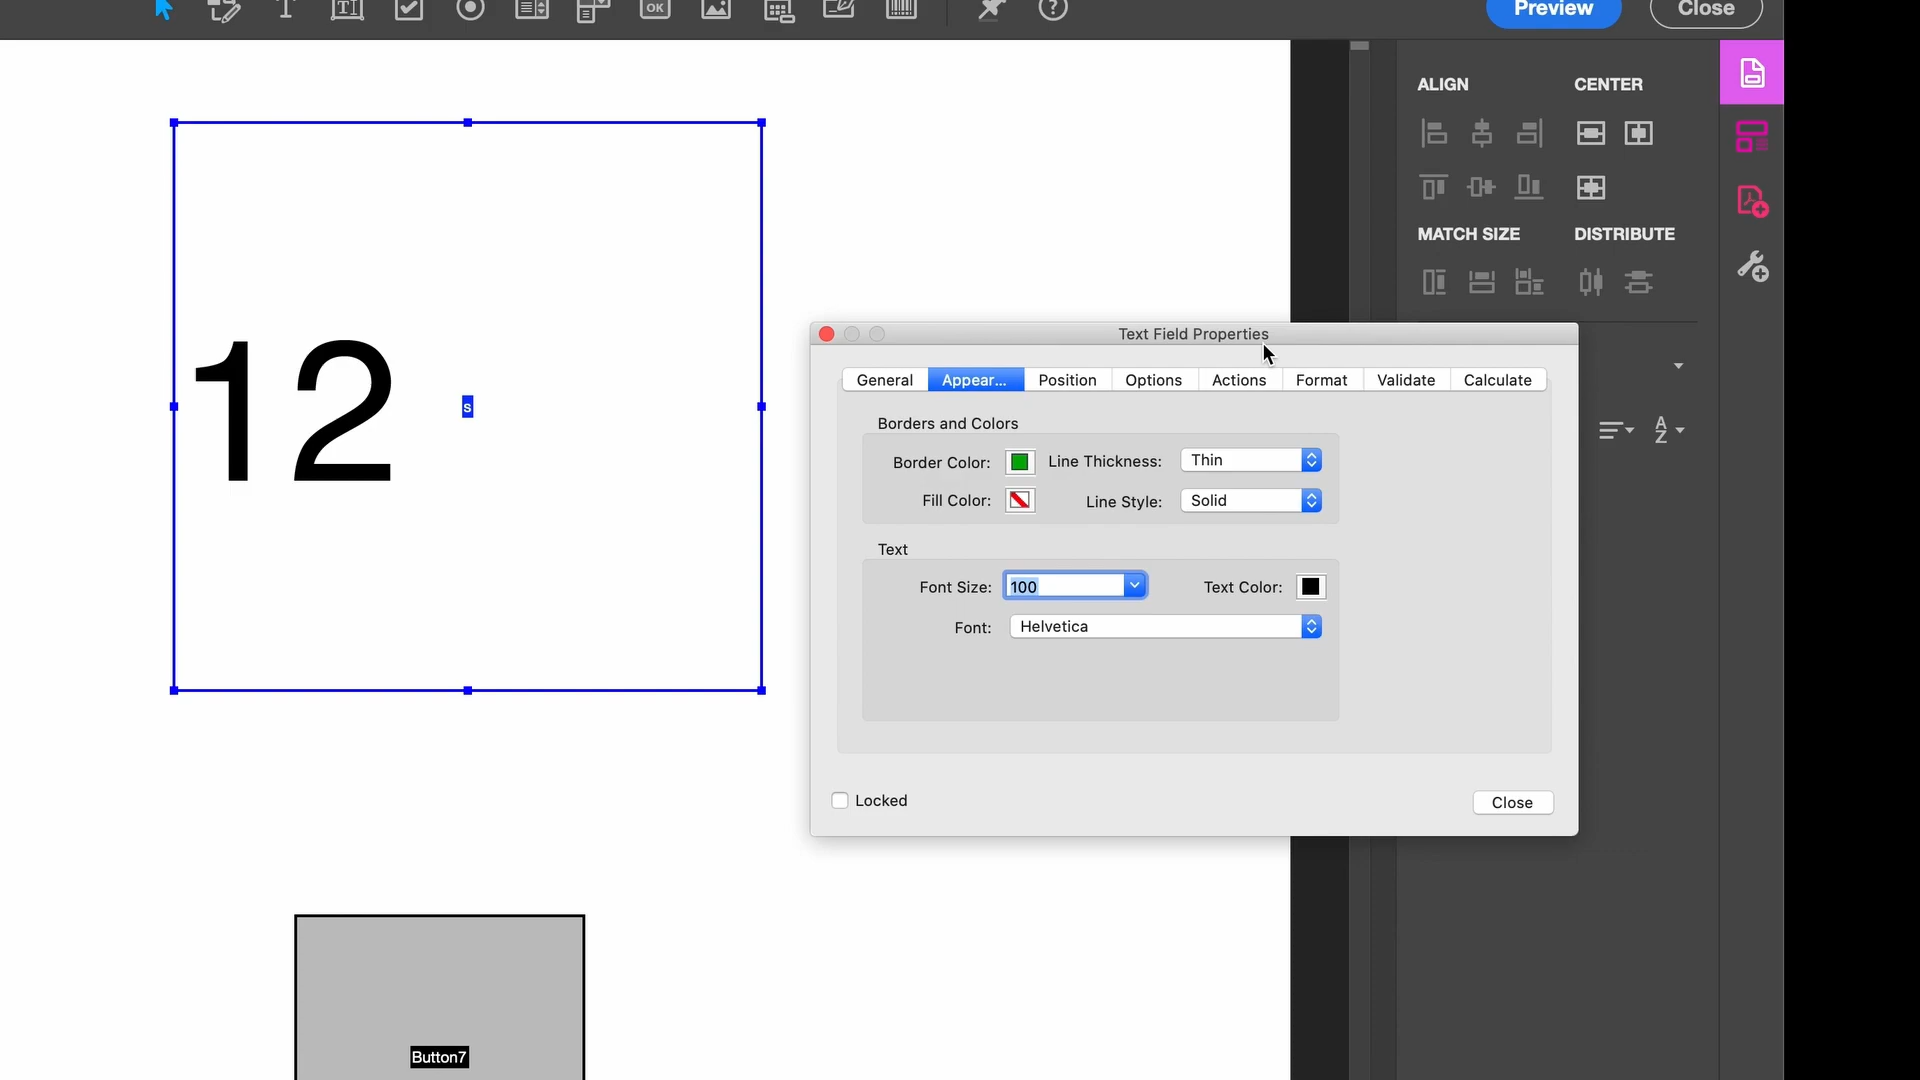 OK
Preview
Close
ALIGN
CENTER
MATCH SIZE
DISTRIBUTE
12
s
Text Field Properties
General
Appear...
Position
Options
Actions
Format
Validate
Calculate
Borders and Colors
Border Color:
Line Thickness:
Thin
Fill Color:
Line Style:
Solid
Text
Font Size:
100
Text Color:
Font:
Helvetica
Locked
Close
A
Z
Button7